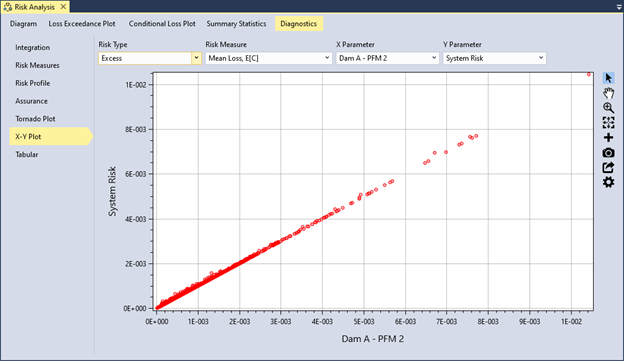 Risk Analysis
Diagram Loss Exceedance Plot Conditional Loss Plot Summary Statistics Diagnostics
Integration
Risk Measures
Risk Profile
Assurance
Tornado Plot
X-Y Plot
Tabular
Risk Type Risk Measure X Parameter Y Parameter
Excess Mean Loss, E[C] Dam A - PFM 2 System Risk
System Risk
1E-002
8E-003
6E-003
4E-003
2E-003
0E+000
0E+000 1E-003 2E-003 3E-003 4E-003 5E-003 6E-003 7E-003 8E-003 9E-003 1E-002
Dam A - PFM 2